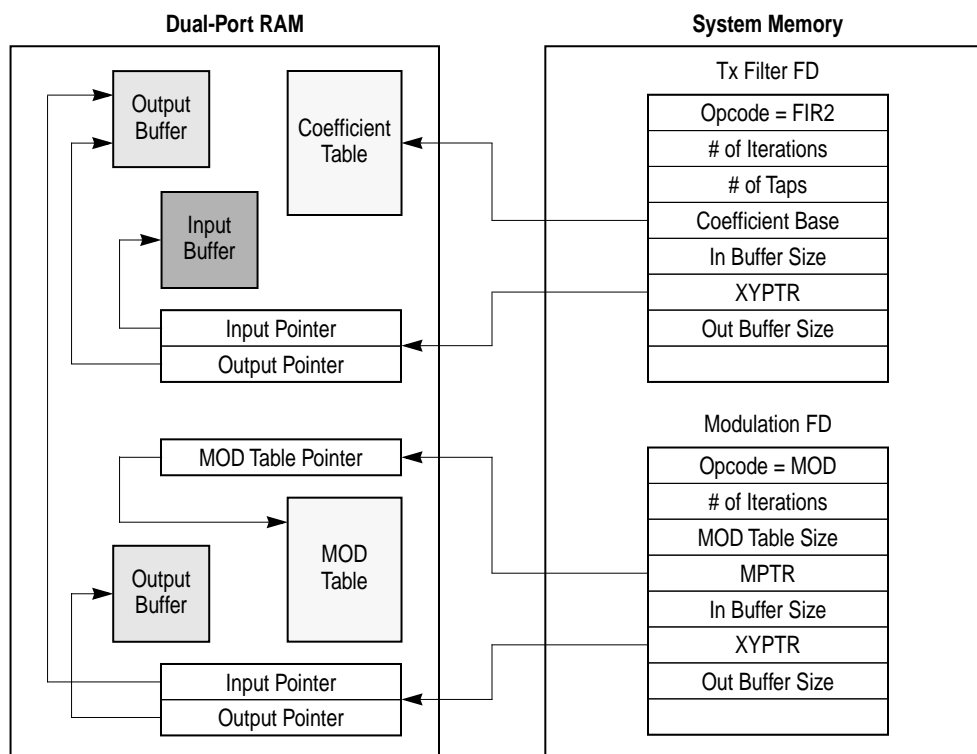 Dual-Port RAM
Output
Buffer
Coefficient
Table
Input
Buffer
Input Pointer
Output Pointer
MOD Table Pointer
MOD
Table
Output
Buffer
Input Pointer
Output Pointer
System Memory
Tx Filter FD
Opcode = FIR2
# of Iterations
# of Taps
Coefficient Base
In Buffer Size
XYPTR
Out Buffer Size
Modulation FD
Opcode = MOD
# of Iterations
MOD Table Size
MPTR
In Buffer Size
XYPTR
Out Buffer Size